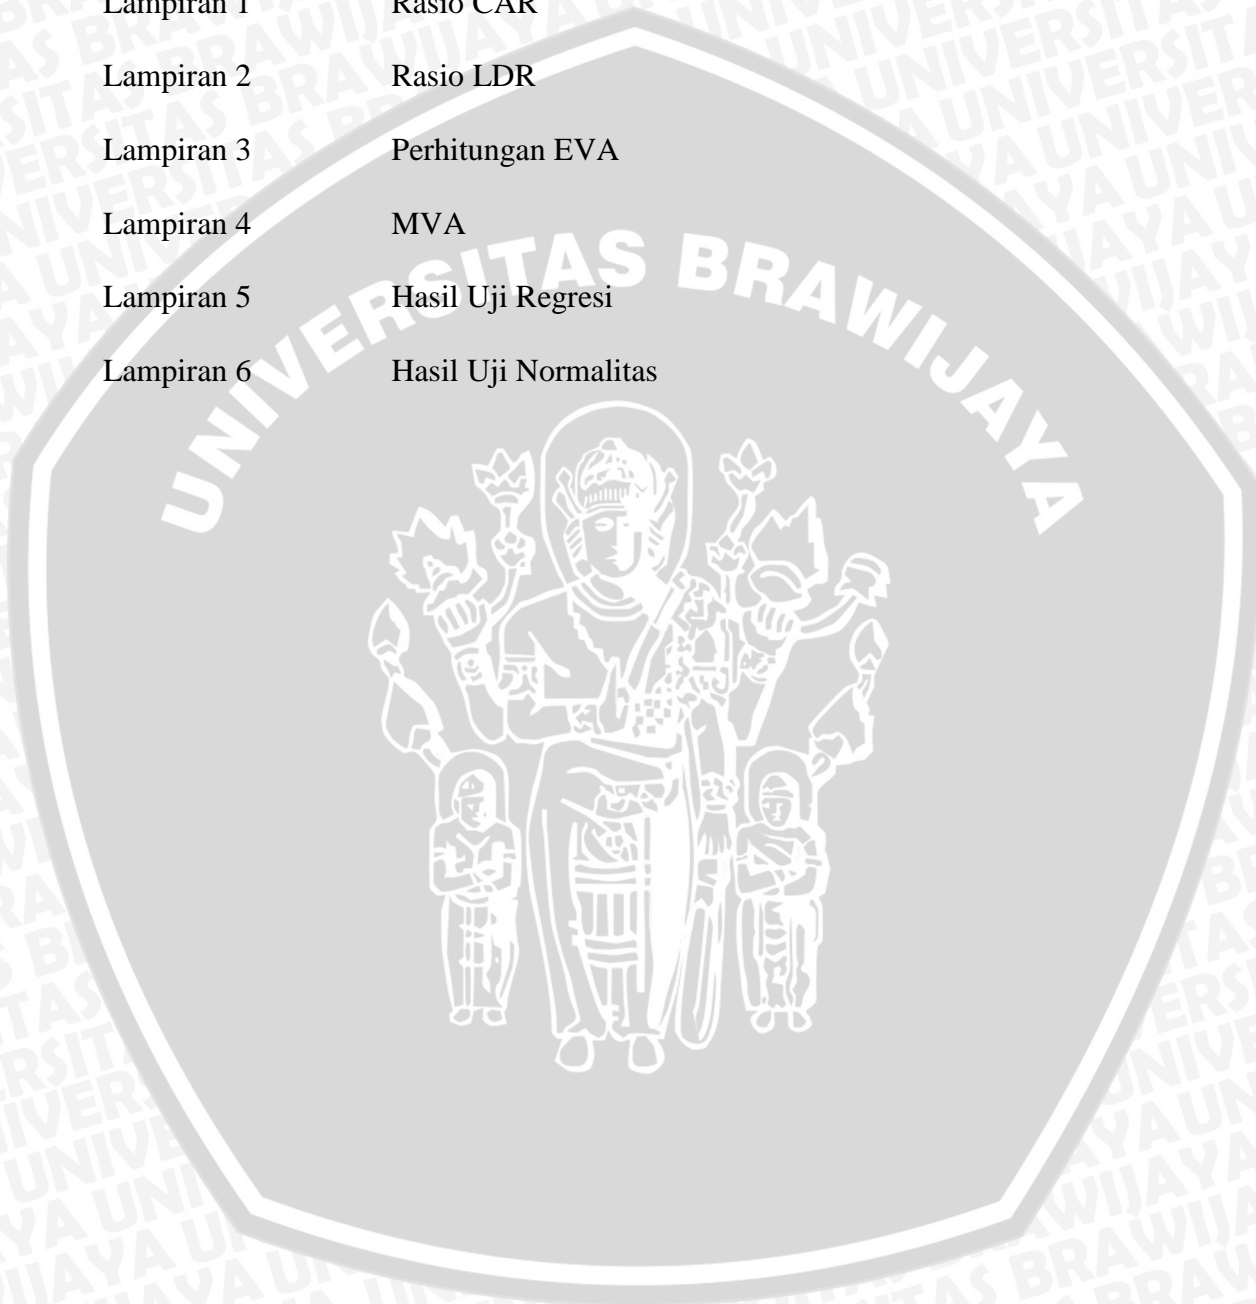 Lampiran 1 Rasio CAR
Lampiran 2 Rasio LDR
Lampiran 3 Perhitungan EVA
Lampiran 4 MVA
Lampiran 5 Hasil Uji Regresi
Lampiran 6 Hasil Uji Normalitas
UNIVERSITAS BRAWIJAYA